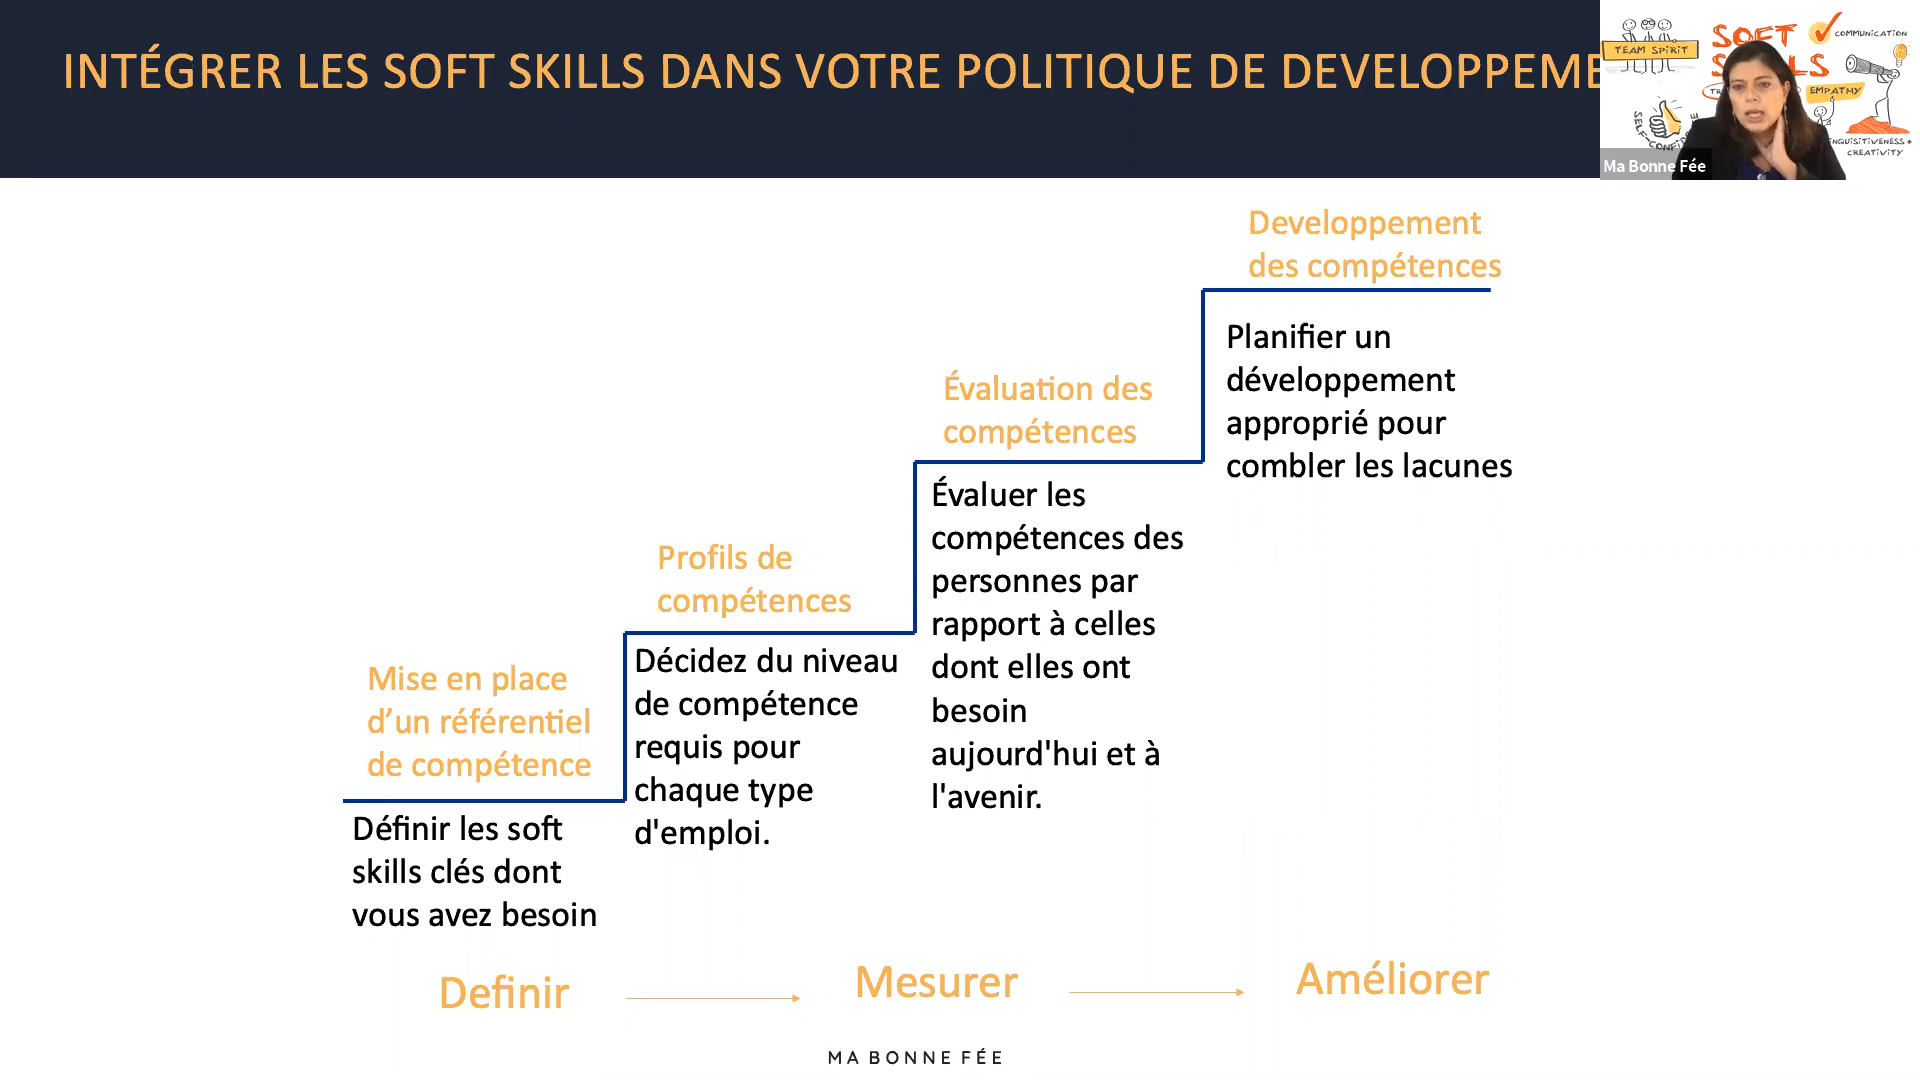 INTÉGRER LES SOFT SKILLS DANS VOTRE POLITIQUE DE DEVELOPPEME
TEAM SPIRIT
SOFT
COMMUNICATION
EMPATHY
INQUISITIVENESS +
CREATIVITY
Ma Bonne Fée
Developpement
des compétences
Planifier un
développement
approprié pour
combler les lacunes
Évaluation des
compétences
Évaluer les
compétences des
personnes par
rapport à celles
dont elles ont
besoin
aujourd'hui et à
l'avenir.
Profils de
compétences
Décidez du niveau
de compétence
requis pour
chaque type
d'emploi.
Mise en place
d’un référentiel
de compétence
Définir les soft
skills clés dont
vous avez besoin
Definir
Mesurer
Améliorer
MA BONNE FÉE